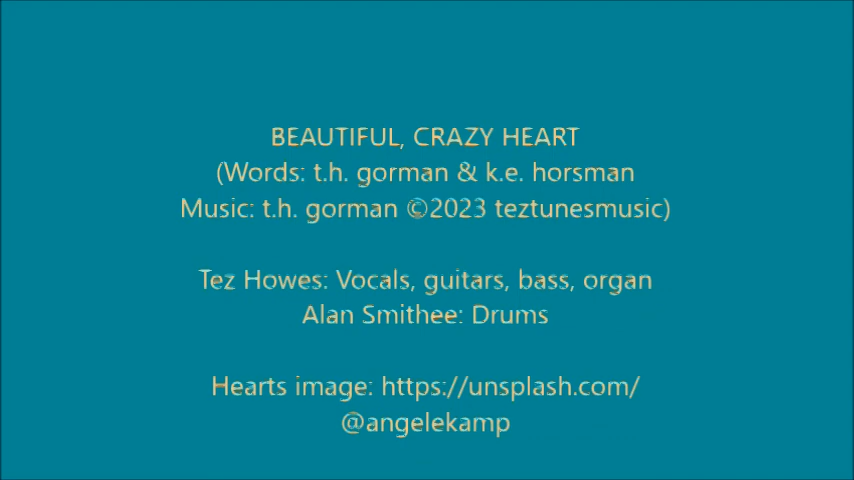 BEAUTIFUL, CRAZY HEART
(Words: t.h. gorman & k.e. horsman
Music: t.h. gorman ©2023 teztunesmusic)
Tez Howes: Vocals, guitars, bass, organ
Alan Smithee: Drums
Hearts image: https://unsplash.com/
@angelekamp